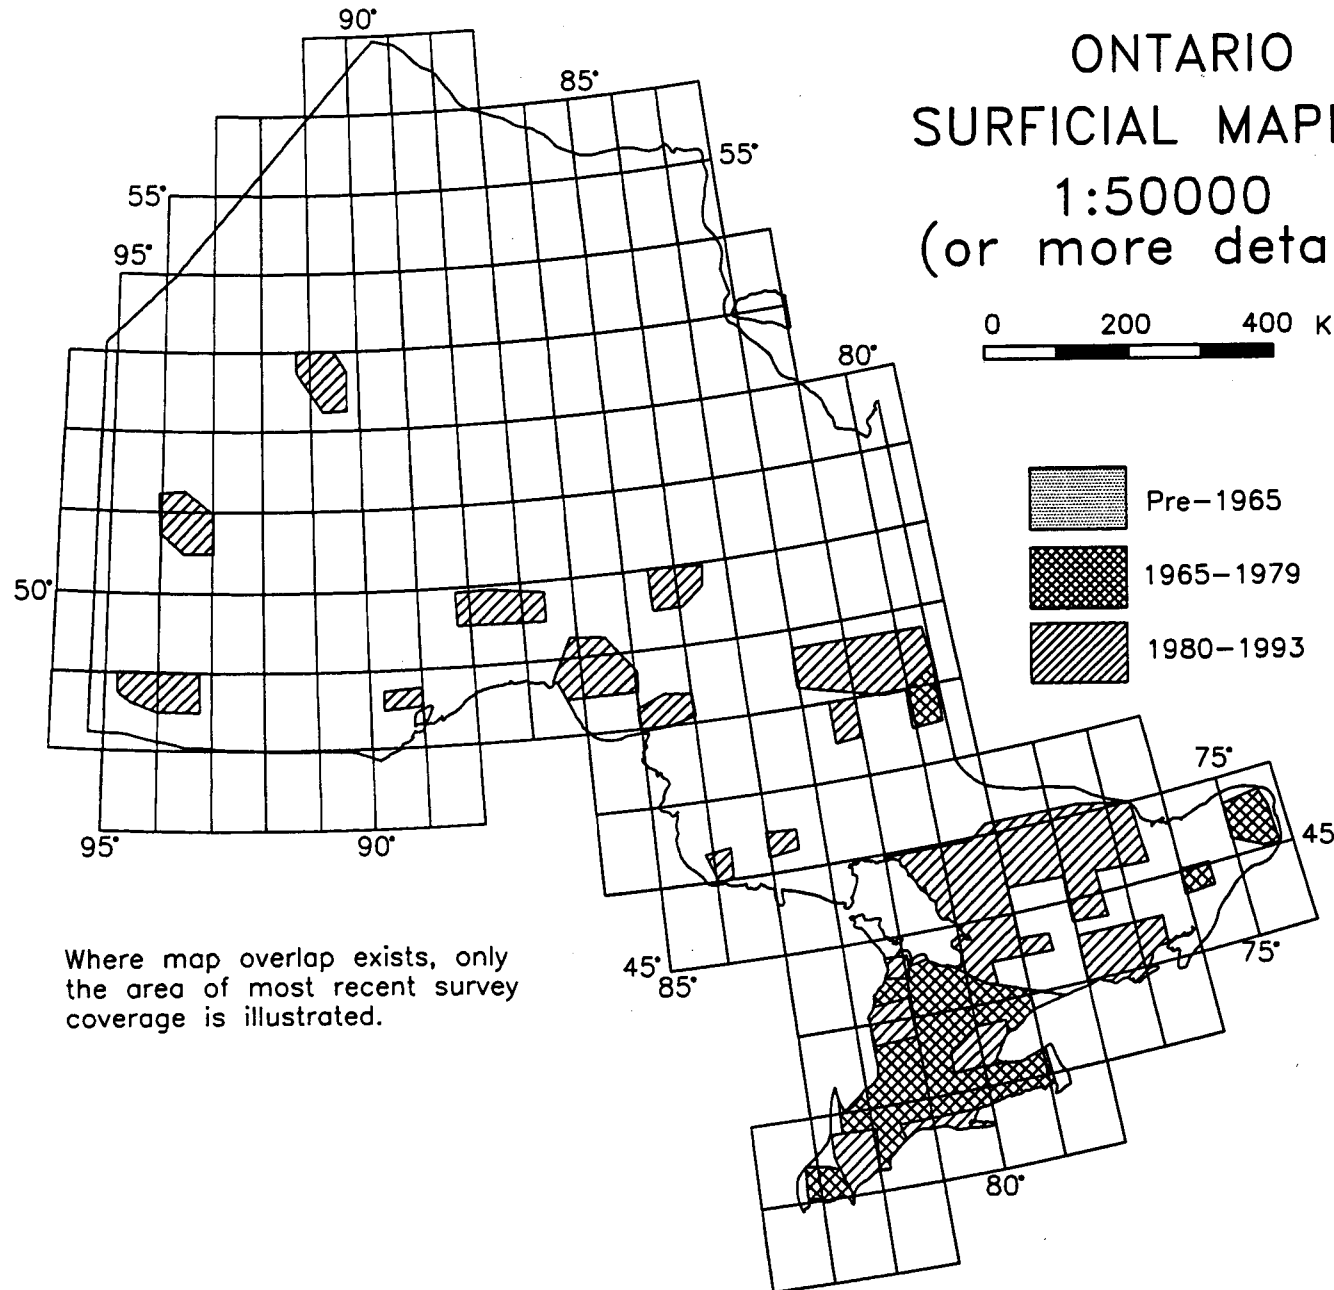 ONTARIO
SURFICIAL MAPI
1:50000
(or more deta
0 200 400 K
Pre-1965
1965-1979
1980-1993
90°
85°
55°
55°
95°
80°
50°
75°
45
95°
90°
75°
45°
85°
80°
Where map overlap exists, only
the area of most recent survey
coverage is illustrated.